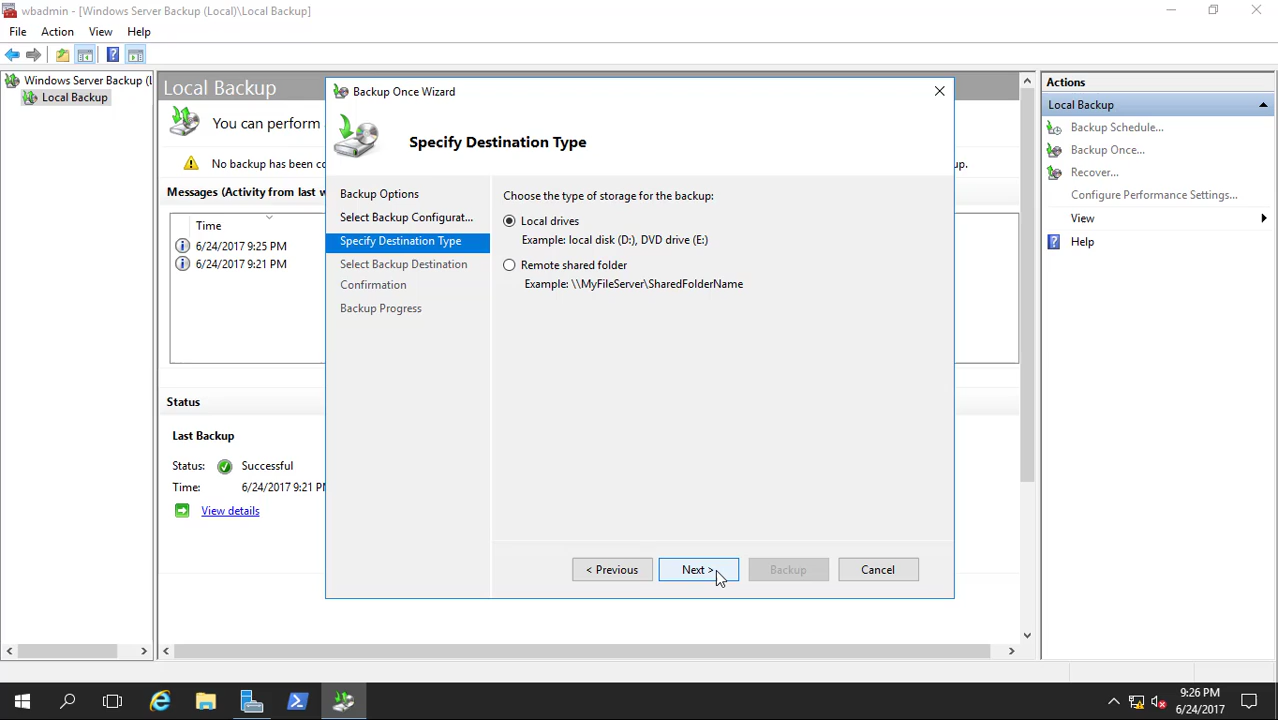 wbadmin - [Windows Server Backup (Local)\Local Backup]
File Action View Help
Windows Server Backup (L
Local Backup
Local Backup
You can perform
No backup has been co
up.
Messages (Activity from last w
Time
6/24/2017 9:25 PM
6/24/2017 9:21 PM
Status
Last Backup
Status: Successful
Time: 6/24/2017 9:21 PM
View details
Backup Once Wizard
Specify Destination Type
Backup Options
Select Backup Configurat...
Specify Destination Type
Select Backup Destination
Confirmation
Backup Progress
Choose the type of storage for the backup:
Local drives
Example: local disk (D:), DVD drive (E:)
Remote shared folder
Example: \\MyFileServer\SharedFolderName
< Previous
Next >
Backup
Cancel
Actions
Local Backup
Backup Schedule...
Backup Once...
Recover...
Configure Performance Settings...
View
Help
9:26 PM
6/24/2017